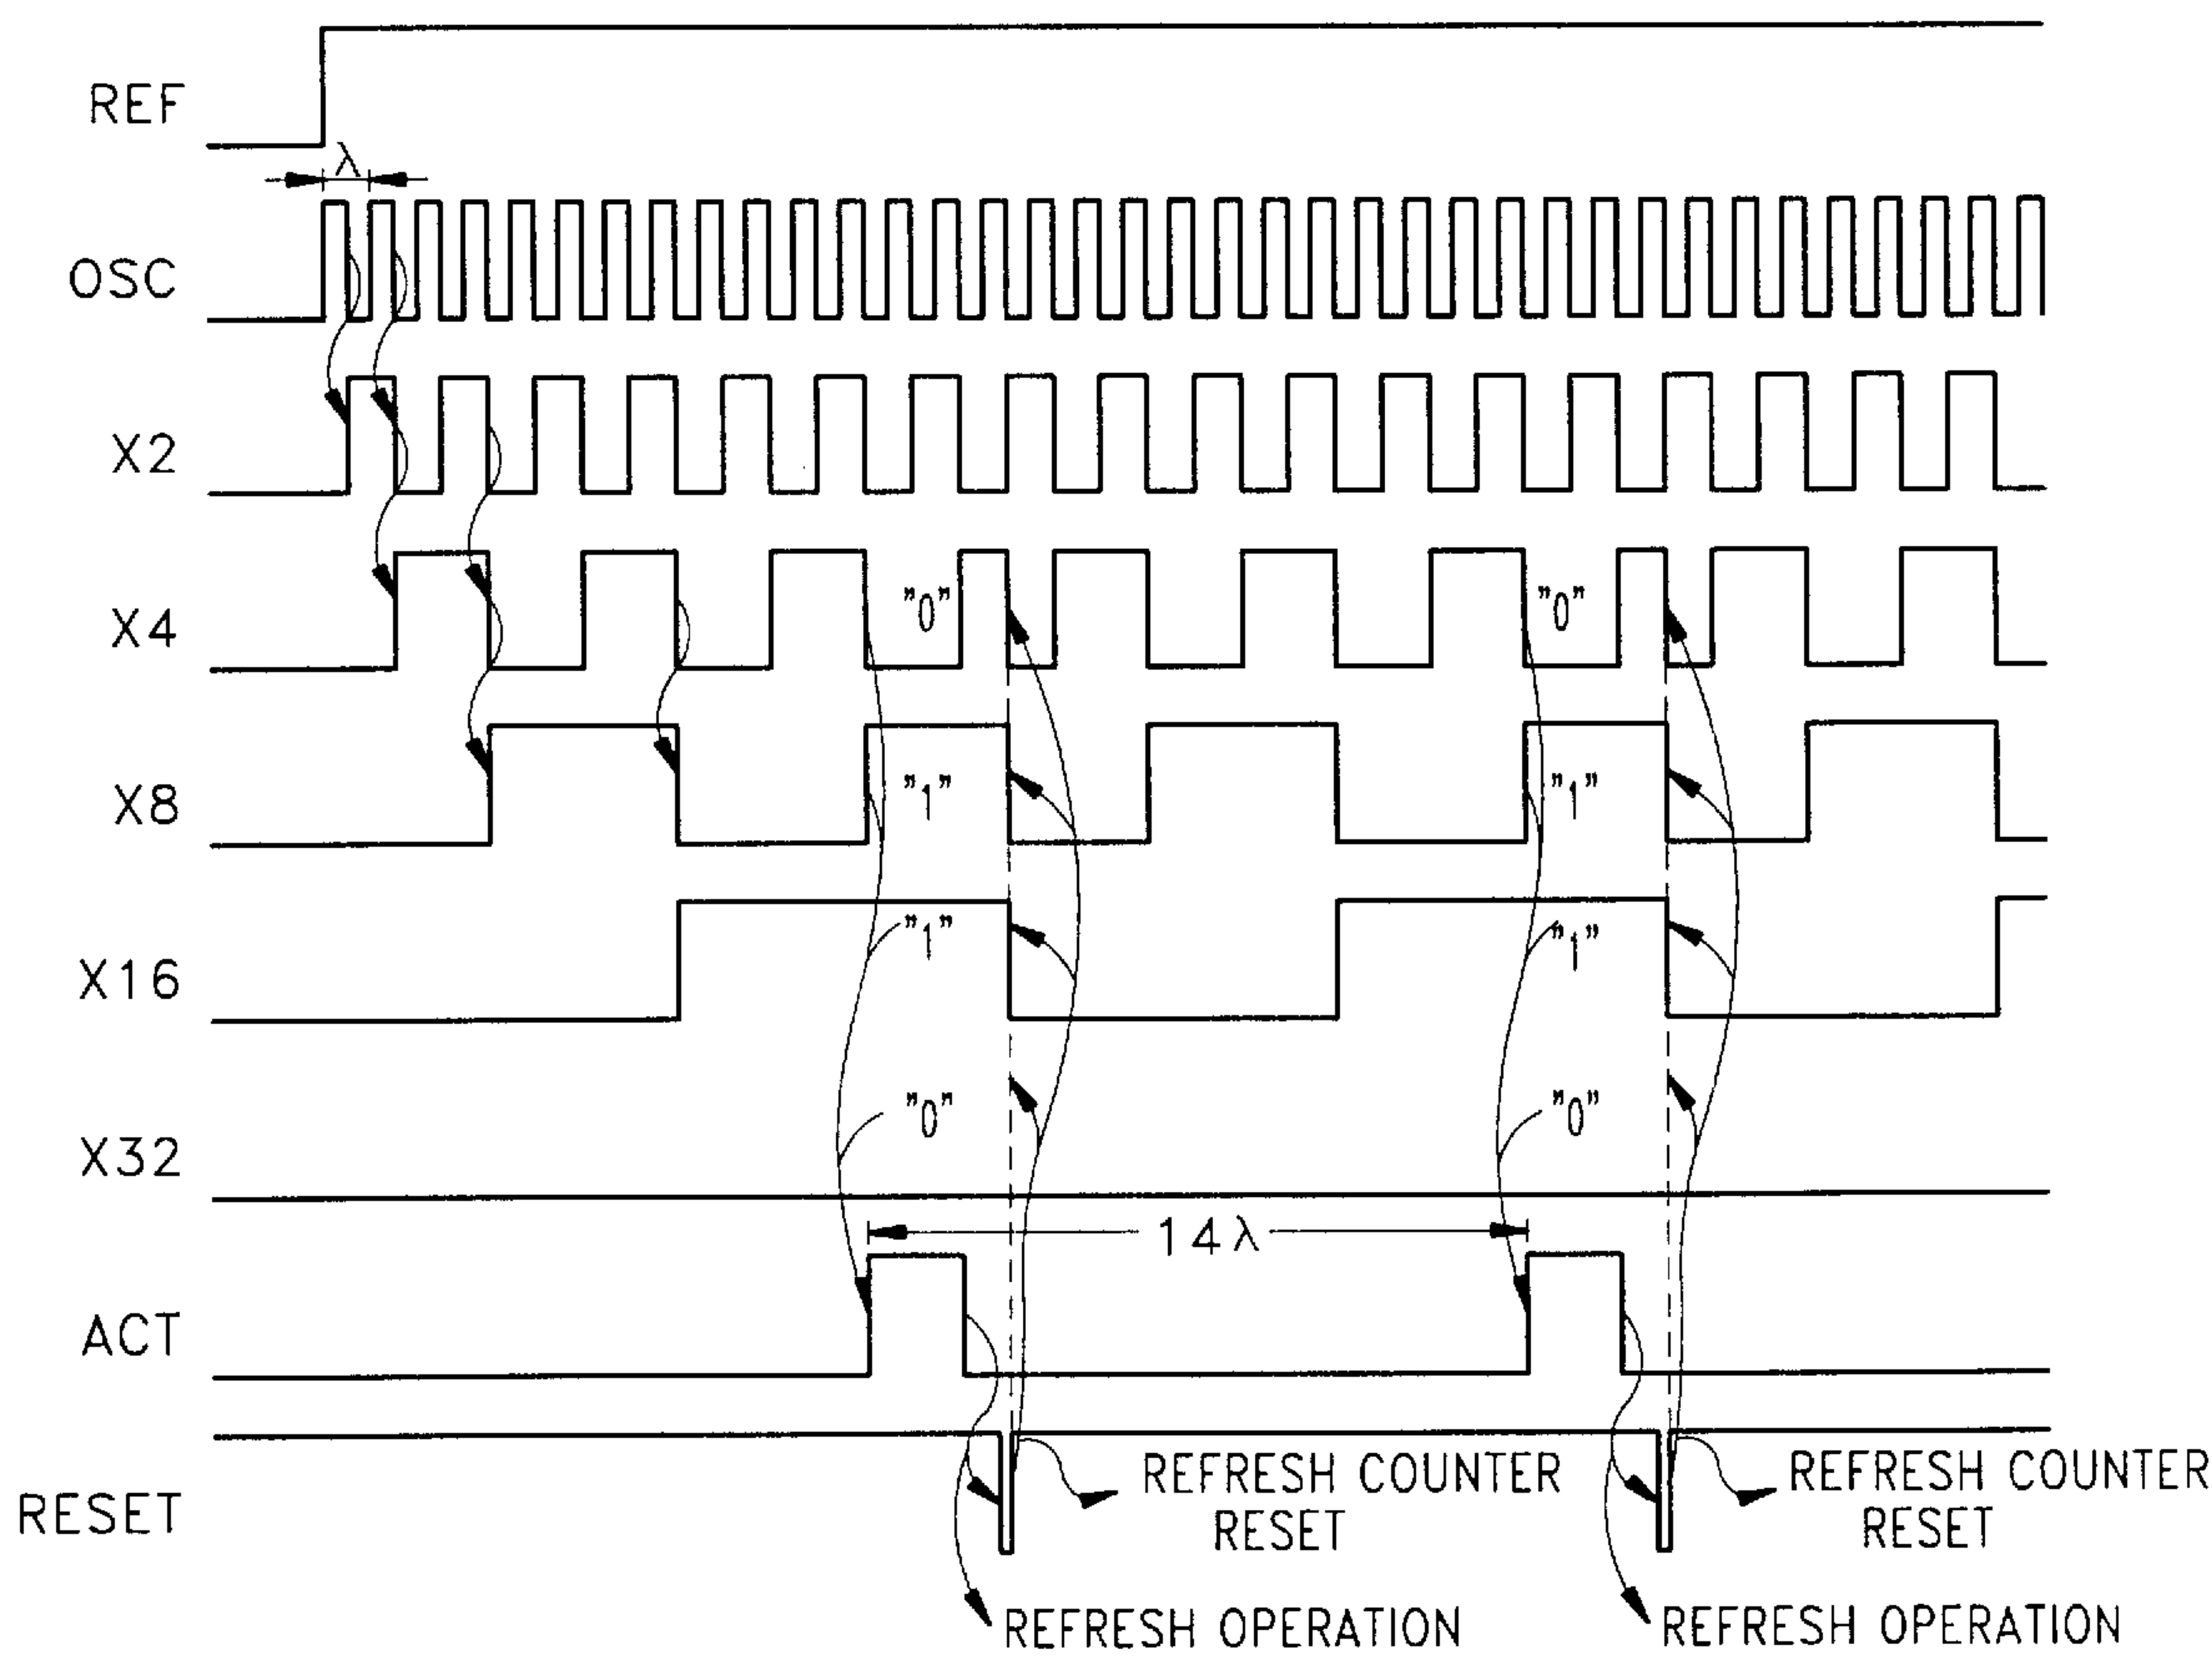 REF
λ
OSC
X2
X4
"0" "0"
X8
"1" "1"
X16
"1" "1"
X32
"0" "0"
14λ
ACT
RESET
REFRESH COUNTER
RESET
REFRESH COUNTER
RESET
REFRESH OPERATION
REFRESH OPERATION